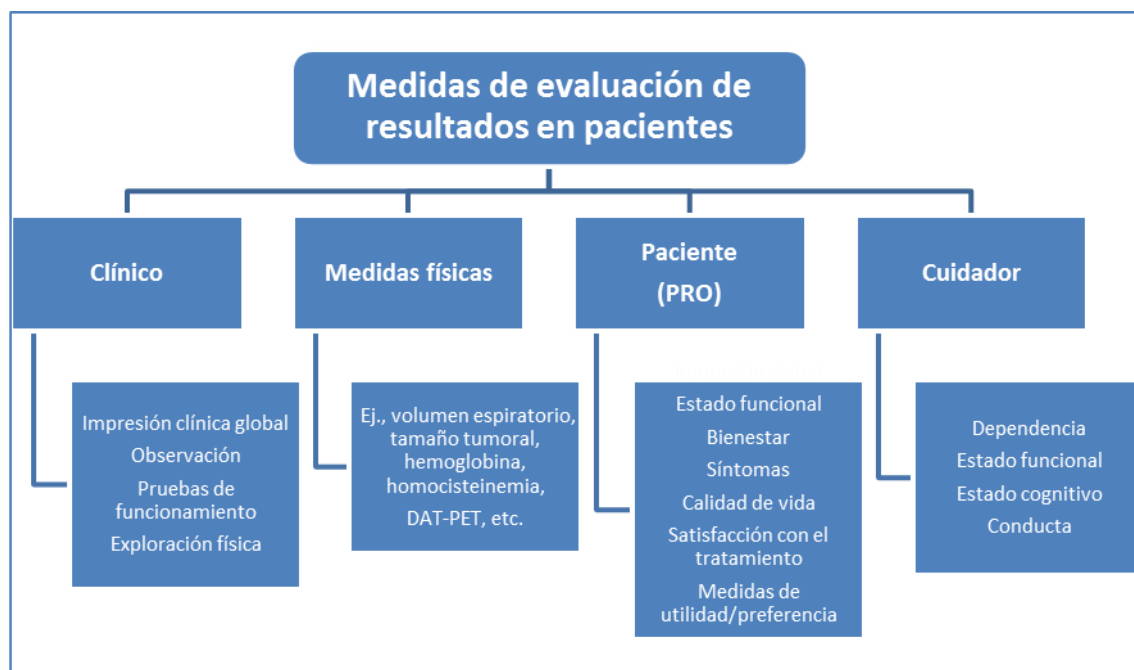 Medidas de evaluación de
resultados en pacientes
Clínico
Medidas físicas
Paciente
(PRO)
Cuidador
Impresión clínica global
Observación
Pruebas de
funcionamiento
Exploración física
Ej., volumen espiratorio,
tamaño tumoral,
hemoglobina,
homocisteinemia,
DAT-PET, etc.
Estado funcional
Bienestar
Síntomas
Calidad de vida
Satisfacción con el
tratamiento
Medidas de
utilidad/preferencia
Dependencia
Estado funcional
Estado cognitivo
Conducta